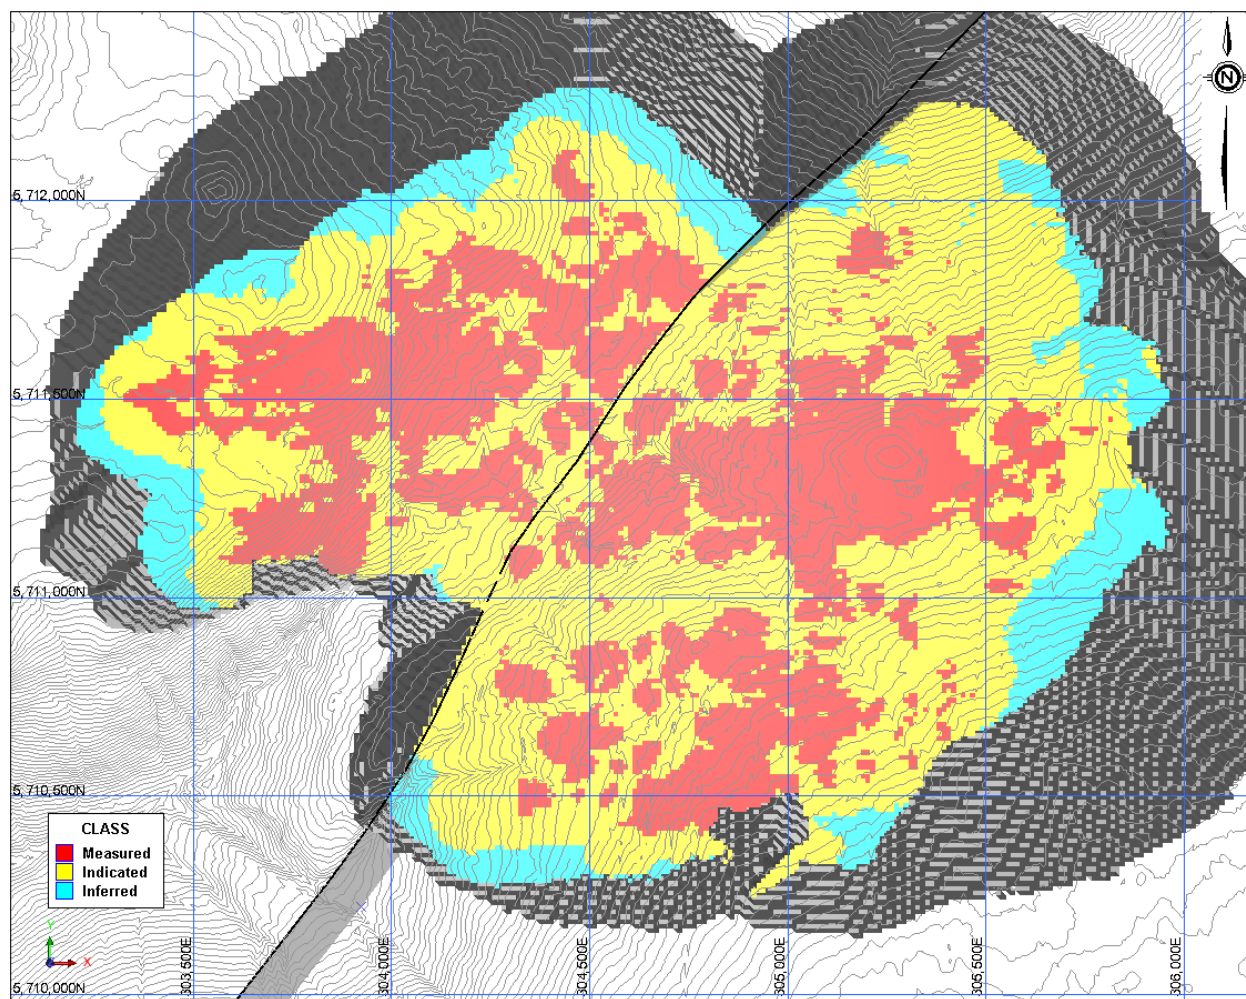 N
5,712,000N
5,711,500N
5,711,000N
5,710,500N
CLASS
Measured
Indicated
Inferred
Y
X
5,710,000N
303,500E
304,000E
304,500E
305,000E
305,500E
306,000E